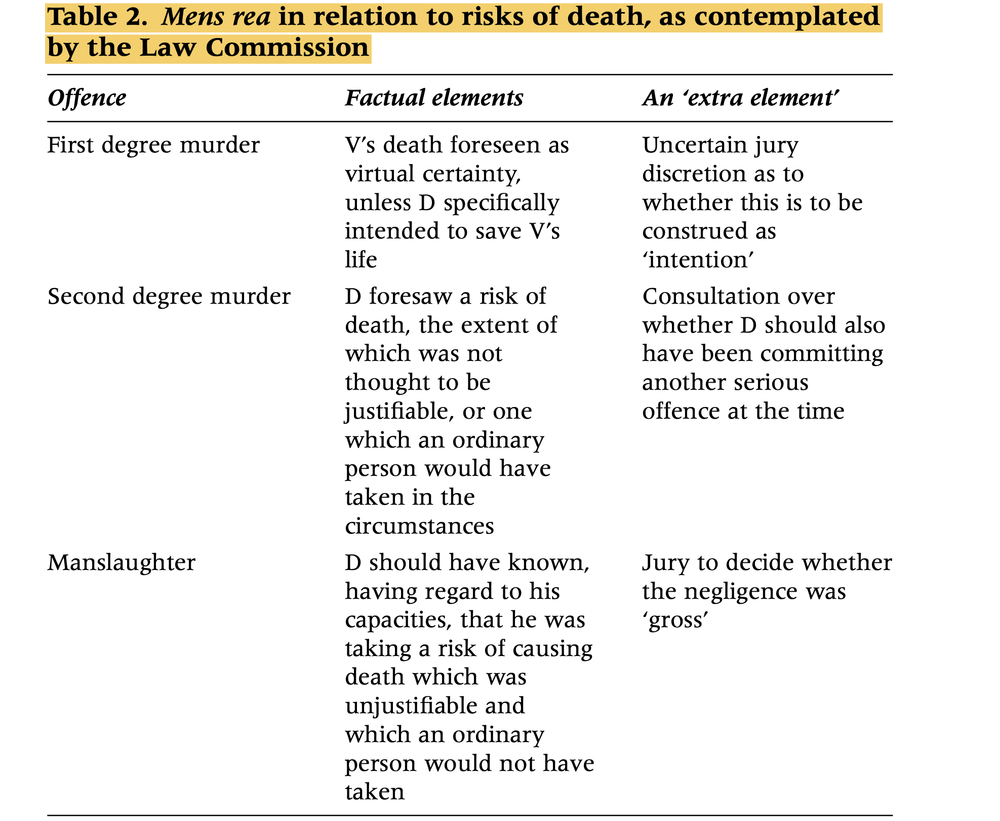 Table 2. Mens rea in relation to risks of death, as contemplated
by the Law Commission
Offence Factual elements An ‘extra element’
First degree murder
V’s death foreseen as
virtual certainty,
unless D specifically
intended to save V’s
life
Uncertain jury
discretion as to
whether this is to be
construed as
‘intention’
Second degree murder
D foresaw a risk of
death, the extent of
which was not
thought to be
justifiable, or one
which an ordinary
person would have
taken in the
circumstances
Consultation over
whether D should also
have been committing
another serious
offence at the time
Manslaughter
D should have known,
having regard to his
capacities, that he was
taking a risk of causing
death which was
unjustifiable and
which an ordinary
person would not have
taken
Jury to decide whether
the negligence was
‘gross’